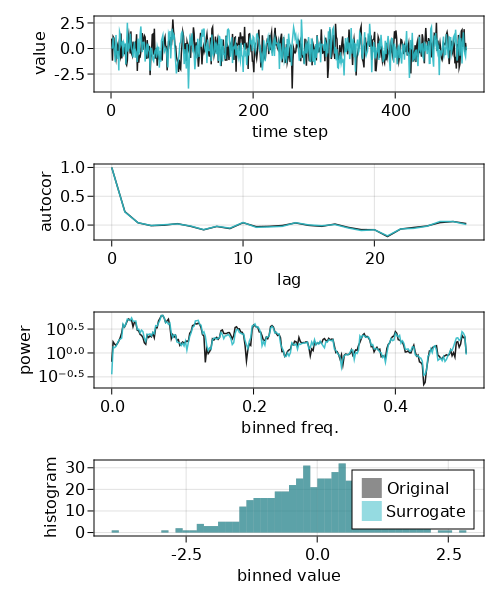 2.5
0.0
-2.5
value
0 200 400
time step
1.0
0.5
0.0
autocor
0 10 20
lag
10^0.5
10^0.0
10^-0.5
power
0.0 0.2 0.4
binned freq.
30
20
10
0
histogram
Original
Surrogate
-2.5 0.0 2.5
binned value